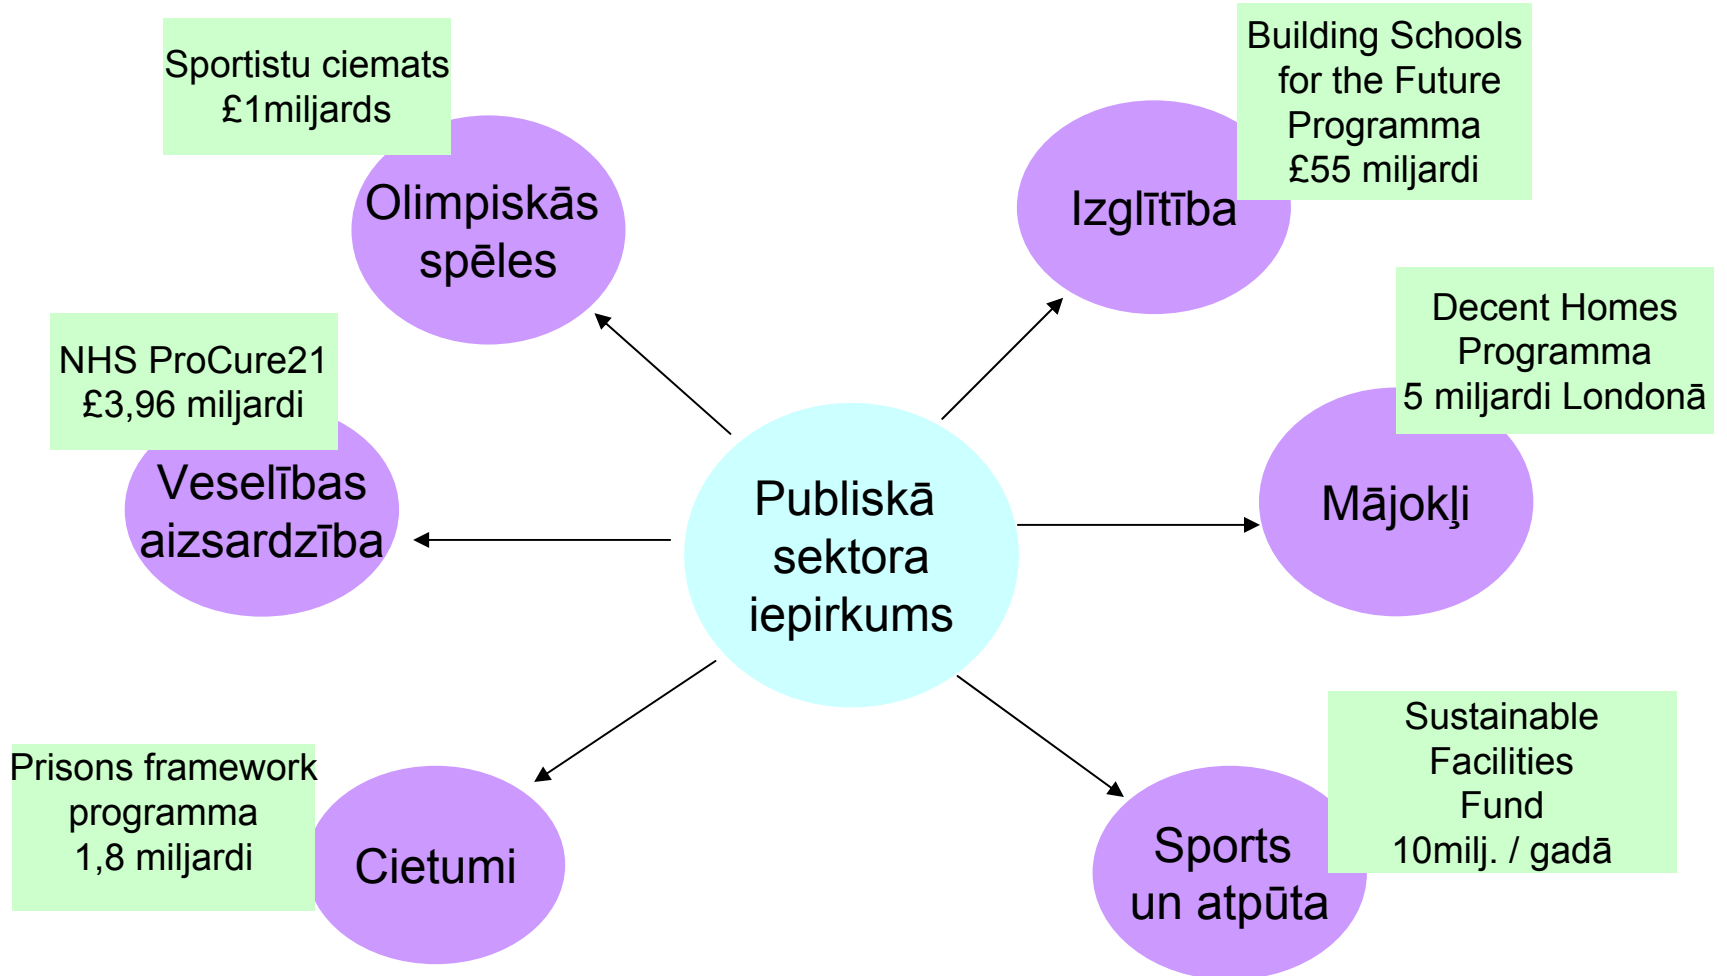 Sportistu ciemats
£1miljards
Olimpiskās
spēles
Building Schools
for the Future
Programma
£55 miljardi
Izglītība
NHS ProCure21
£3,96 miljardi
Veselības
aizsardzība
Decent Homes
Programma
5 miljardi Londonā
Mājokļi
Publiskā
sektora
iepirkums
Prisons framework
programma
1,8 miljardi
Cietumi
Sustainable
Facilities
Fund
10milj. / gadā
Sports
un atpūta